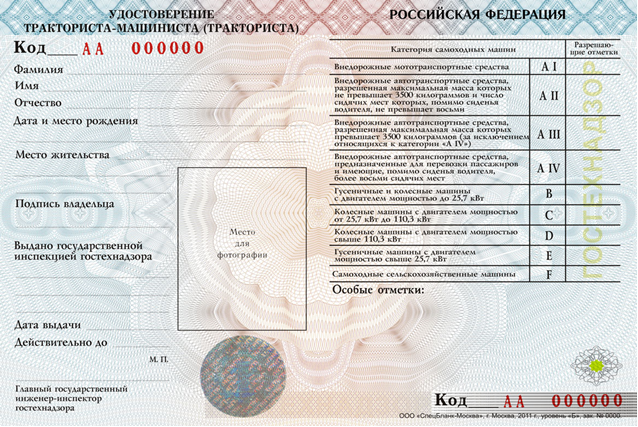 УДОСТОВЕРЕНИЕ
ТРАКТОРИСТА-МАШИНИСТА (ТРАКТОРИСТА)
Код АА 000000
Фамилия
Имя
Отчество
Дата и место рождения
Место жительства
Подпись владельца
Выдано государственной
инспекцией гостехнадзора
Дата выдачи
Действительно до
М. П.
Главный государственный
инженер-инспектор
гостехнадзора
Место
для
фотографии
РОССИЙСКАЯ ФЕДЕРАЦИЯ
Категория самоходных машин
Разрешаю-
щие отметки
Внедорожные мототранспортные средства
А I
Внедорожные автотранспортные средства,
разрешенная максимальная масса которых
не превышает 3500 килограммов и число
сидячих мест которых, помимо сиденья
водителя, не превышает восьми
А II
Внедорожные автотранспортные средства,
разрешенная максимальная масса которых
превышает 3500 килограммов (за исключением
относящихся к категории «А IV»)
А III
Внедорожные автотранспортные средства,
предназначенные для перевозки пассажиров
и имеющие, помимо сиденья водителя,
более восьми сидячих мест
А IV
Гусеничные и колесные машины
с двигателем мощностью до 25,7 кВт
В
Колесные машины с двигателем мощностью
от 25,7 кВт до 110,3 кВт
С
Колесные машины с двигателем мощностью
свыше 110,3 кВт
D
Гусеничные машины с двигателем
мощностью свыше 25,7 кВт
Е
Самоходные сельскохозяйственные машины
F
ГОСТЕХНАДЗОР
Особые отметки:
Код АА 000000
ООО «СпецБланк-Москва», г. Москва, 2011 г., уровень «Б», зак. № 0000.